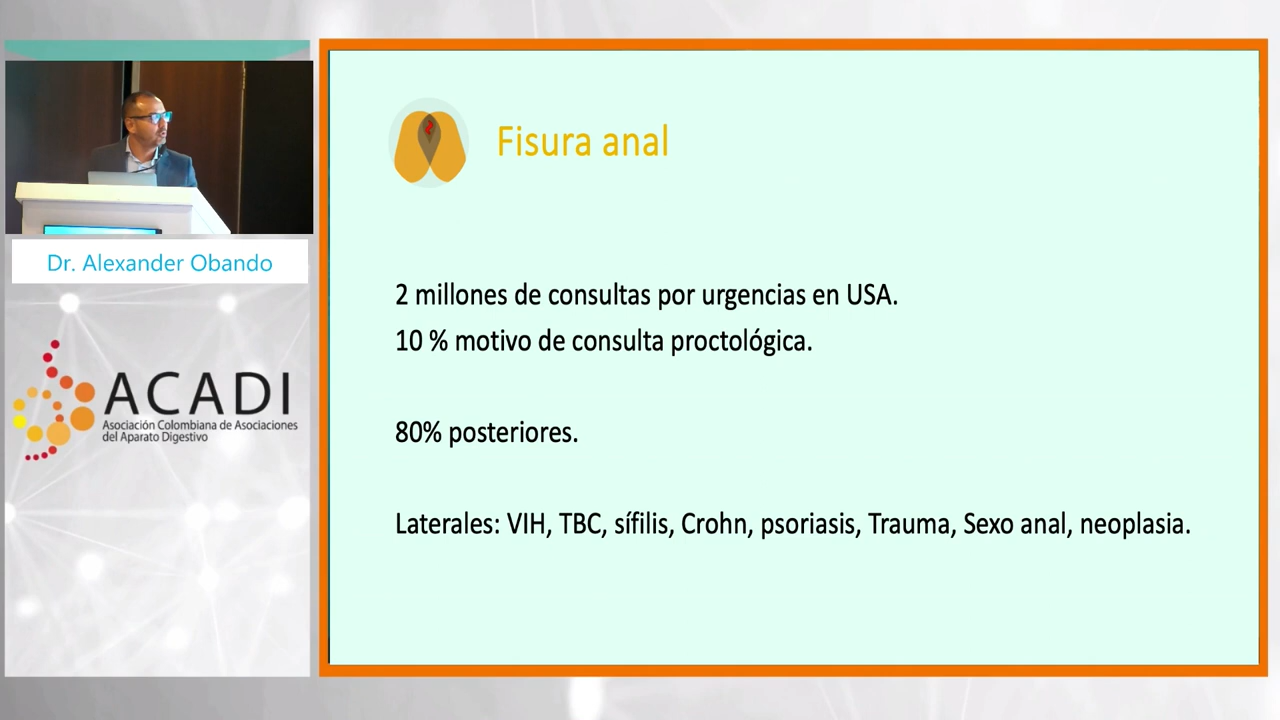 Dr. Alexander Obando
ACADI
Asociación Colombiana de Asociaciones
del Aparato Digestivo
Fisura anal
2 millones de consultas por urgencias en USA.
10 % motivo de consulta proctológica.
80% posteriores.
Laterales: VIH, TBC, sífilis, Crohn, psoriasis, Trauma, Sexo anal, neoplasia.